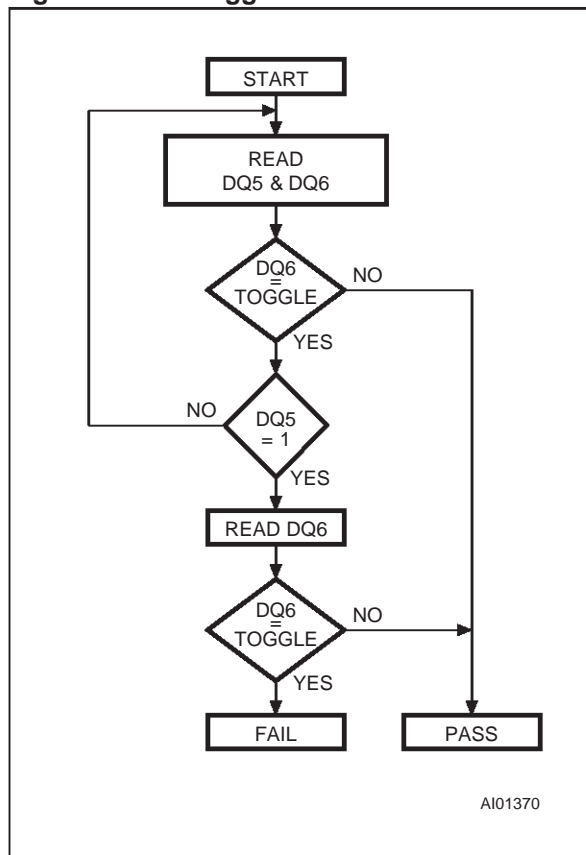 START
READ
DQ5 & DQ6
DQ6
=
TOGGLE
NO
YES
NO
DQ5
= 1
YES
READ DQ6
DQ6
=
TOGGLE
NO
YES
FAIL
PASS
AI01370